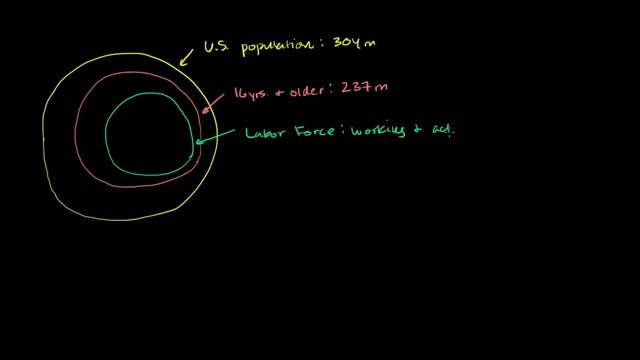 U.S. population: 304 m
16 yrs. + older: 237 m
Labor Force: working + act